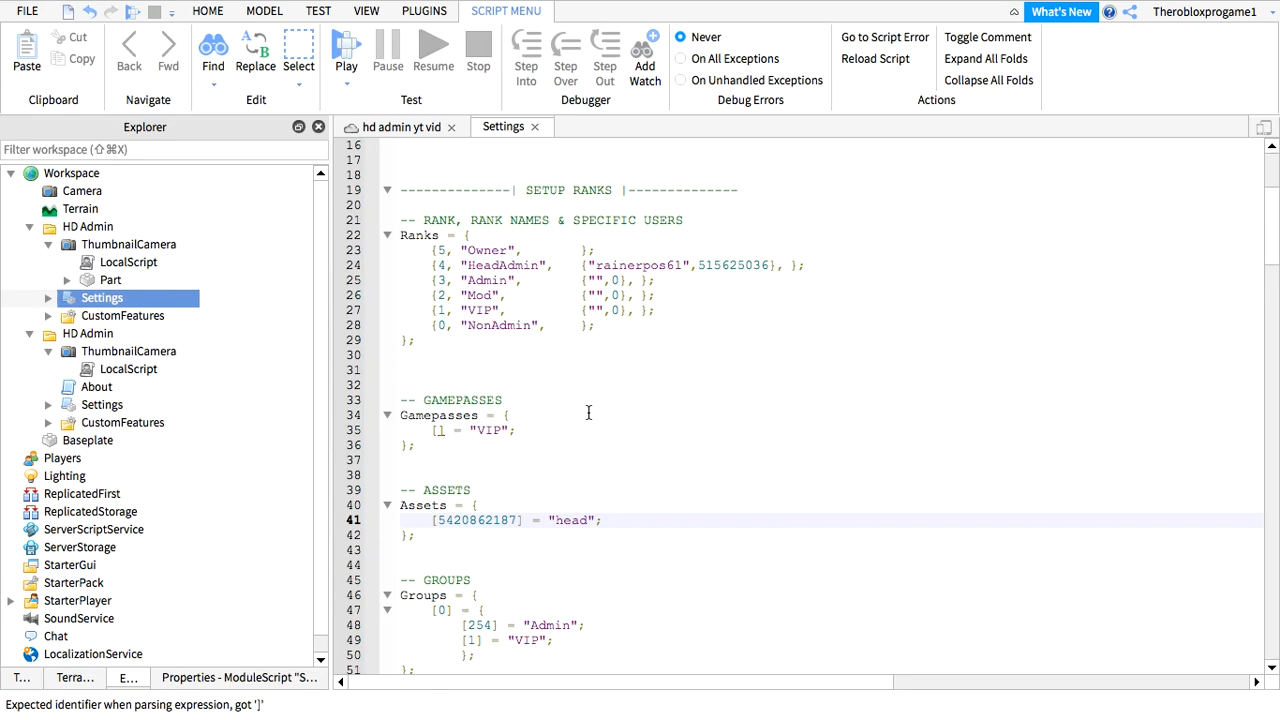 FILE HOME MODEL TEST VIEW PLUGINS SCRIPT MENU What's New Therobloxprogame1
Paste Cut Copy Back Fwd Find Replace Select Play Pause Resume Stop Step Into Step Over Step Out Add Watch
Never
On All Exceptions
On Unhandled Exceptions
Go to Script Error
Reload Script
Toggle Comment
Expand All Folds
Collapse All Folds
Clipboard Navigate Edit Test Debugger Debug Errors Actions
Explorer
Filter workspace (⇧⌘X)
Workspace
Camera
Terrain
HD Admin
ThumbnailCamera
LocalScript
Part
Settings
CustomFeatures
HD Admin
ThumbnailCamera
LocalScript
About
Settings
CustomFeatures
Baseplate
Players
Lighting
ReplicatedFirst
ReplicatedStorage
ServerScriptService
ServerStorage
StarterGui
StarterPack
StarterPlayer
SoundService
Chat
LocalizationService
T... Terra... E... Properties - ModuleScript "S...
hd admin yt vid Settings
16
17
18
19 --------------| SETUP RANKS |--------------
20
21 -- RANK, RANK NAMES & SPECIFIC USERS
22 Ranks = {
23 {5, "Owner", };
24 {4, "HeadAdmin", {"rainerpos61",515625036}, };
25 {3, "Admin", {"",0}, };
26 {2, "Mod", {"",0}, };
27 {1, "VIP", {"",0}, };
28 {0, "NonAdmin", };
29 };
30
31
32
33 -- GAMEPASSES
34 Gamepasses = {
35 [] = "VIP";
36 };
37
38
39 -- ASSETS
40 Assets = {
41 [5420862187] = "head";
42 };
43
44
45 -- GROUPS
46 Groups = {
47 [0] = {
48 [254] = "Admin";
49 [1] = "VIP";
50 };
51 };
Expected identifier when parsing expression, got ']'